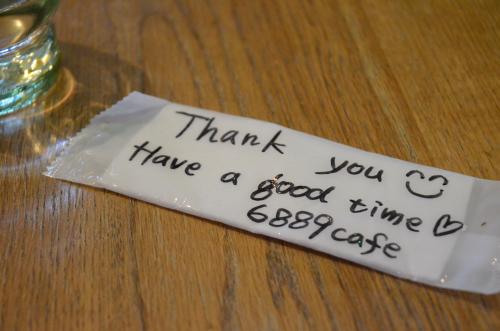 Thank you
Have a good time♡
6889cafe